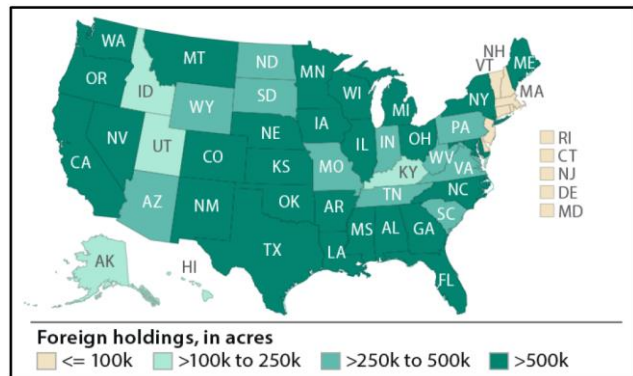 WA
MT
ND
MN
NH
VT
ME
OR
ID
SD
WI
MI
NY
MA
WY
RI
NV
NE
IA
IL
IN
OH
PA
CT
CA
UT
CO
KS
MO
KY
WV
VA
NJ
DE
AZ
NM
OK
AR
TN
NC
SC
MD
AK
HI
TX
LA
MS
AL
GA
FL
Foreign holdings, in acres
<= 100k >100k to 250k >250k to 500k >500k